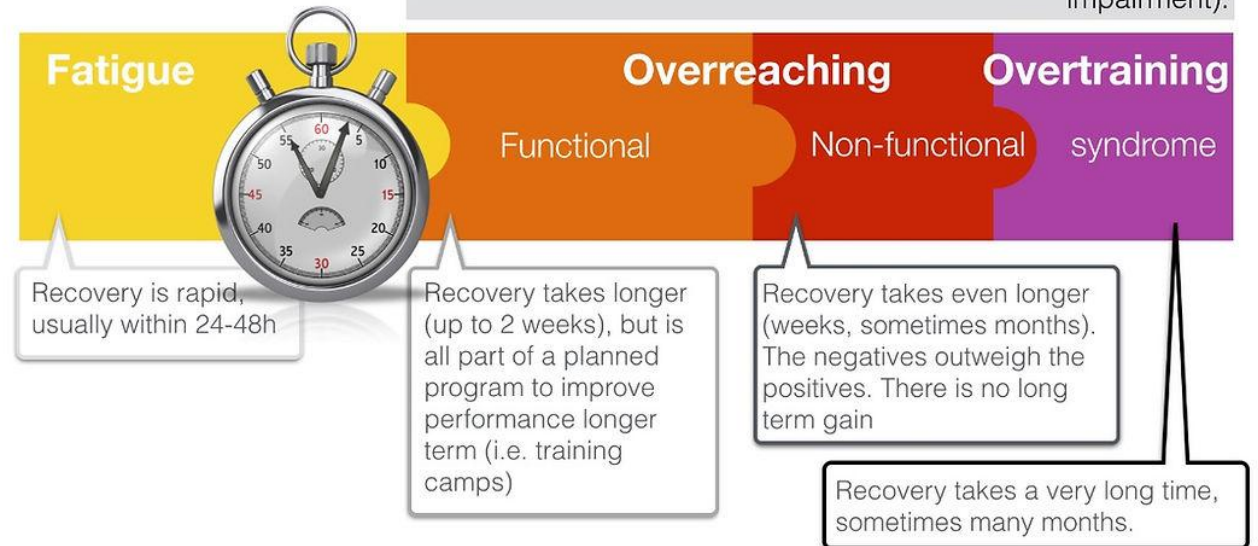 impairment).
Fatigue
Overreaching
Overtraining
Functional
Non-functional
syndrome
60
5
10
15
20
25
30
35
40
45
50
55
30
Recovery is rapid,
usually within 24-48h
Recovery takes longer
(up to 2 weeks), but is
all part of a planned
program to improve
performance longer
term (i.e. training
camps)
Recovery takes even longer
(weeks, sometimes months).
The negatives outweigh the
positives. There is no long
term gain
Recovery takes a very long time,
sometimes many months.